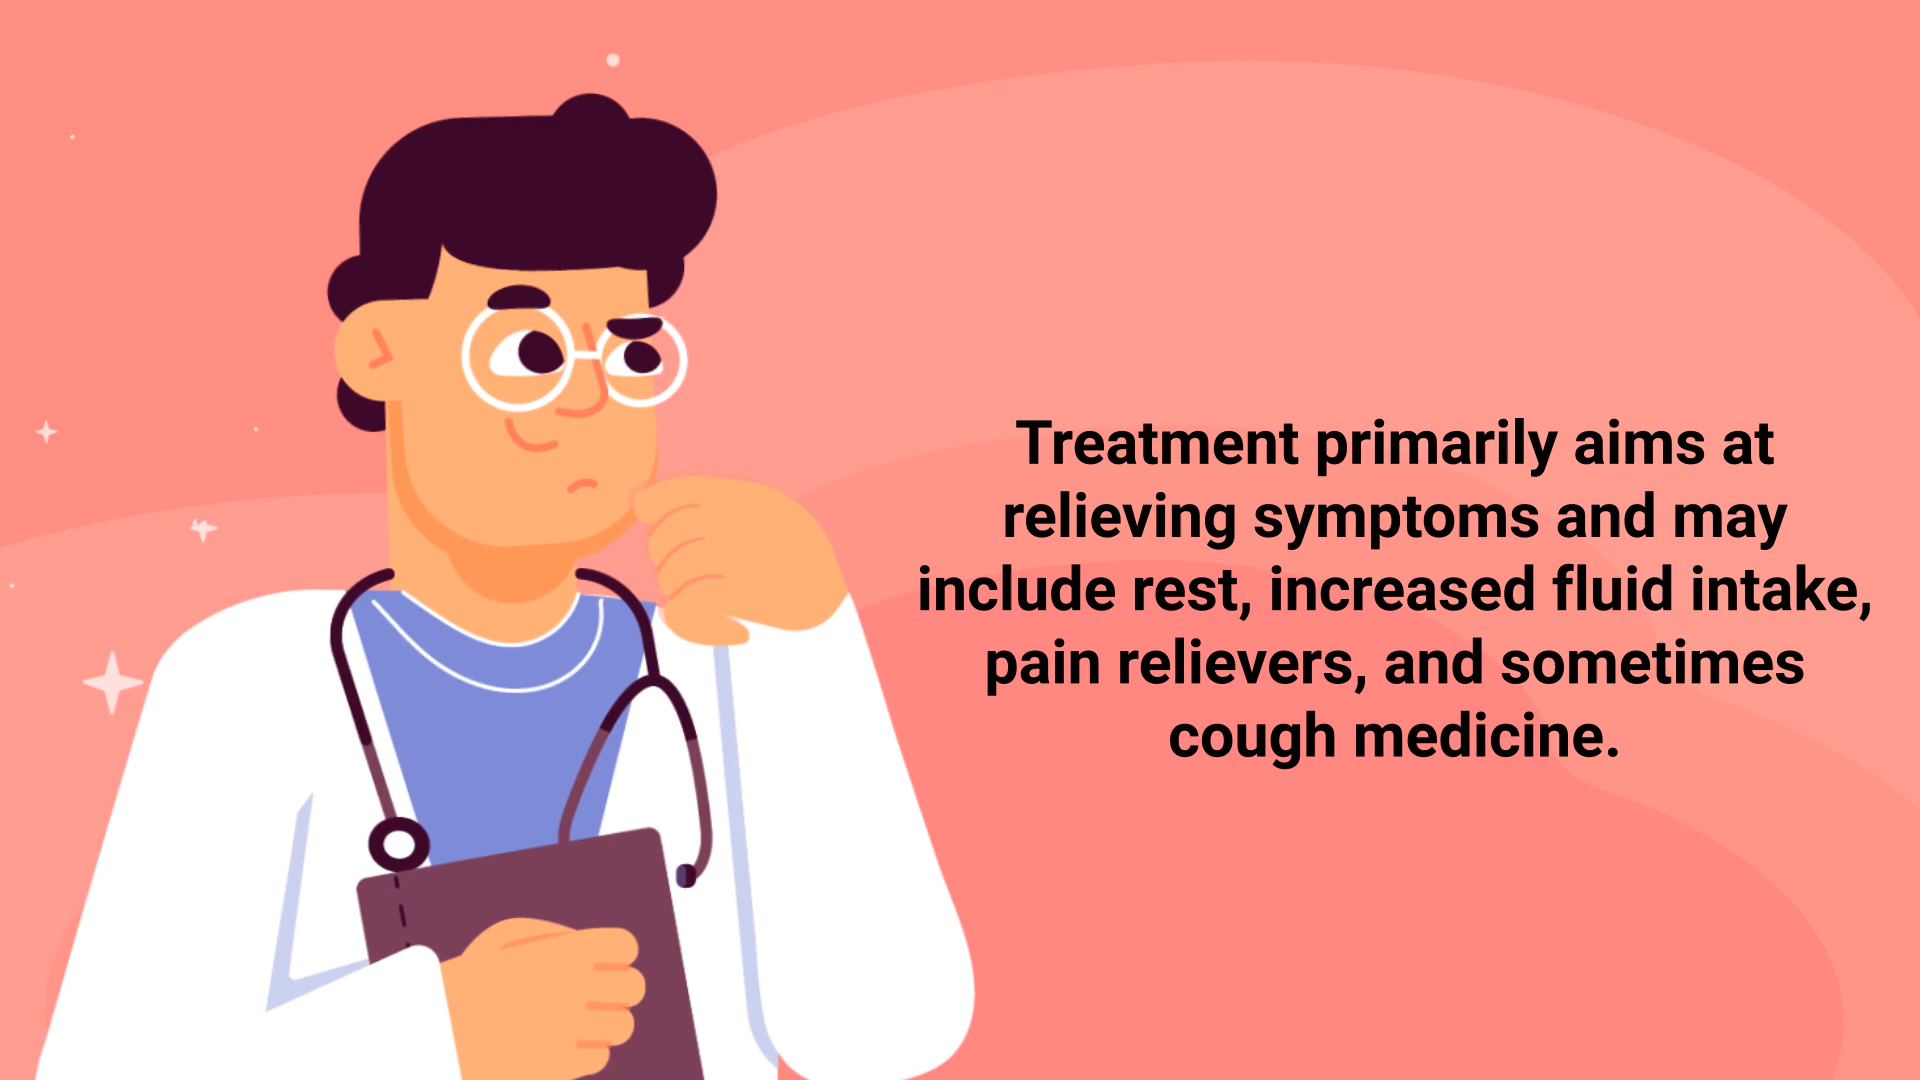 Treatment primarily aims at
relieving symptoms and may
include rest, increased fluid intake,
pain relievers, and sometimes
cough medicine.